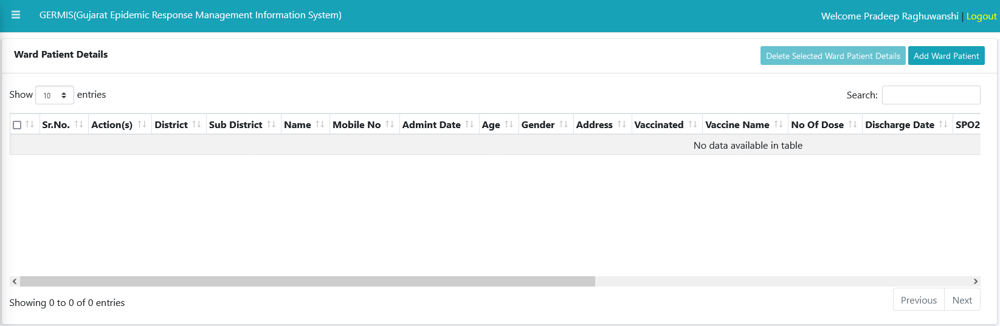 GERMIS(Gujarat Epidemic Response Management Information System)
Welcome Pradeep Raghuwanshi | Logout
Ward Patient Details
Delete Selected Ward Patient Details Add Ward Patient
Show 10 entries
Search:
Sr.No. Action(s) District Sub District Name Mobile No Admint Date Age Gender Address Vaccinated Vaccine Name No Of Dose Discharge Date SPO2
No data available in table
Showing 0 to 0 of 0 entries
Previous Next